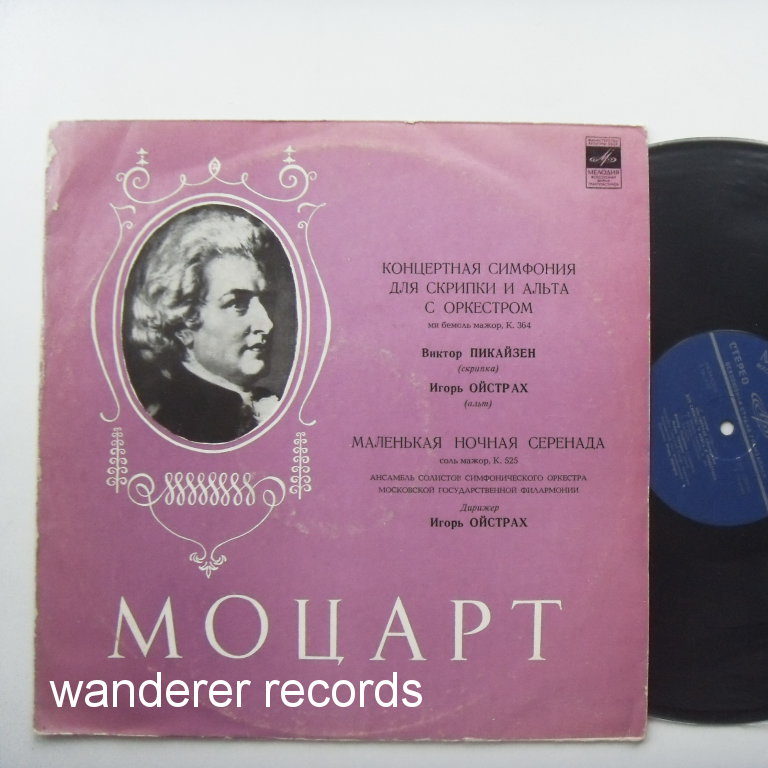 МЕЛОДИЯ
КОНЦЕРТНАЯ СИМФОНИЯ
ДЛЯ СКРИПКИ И АЛЬТА
С ОРКЕСТРОМ
ми бемоль мажор, К. 364
Виктор ПИКАЙЗЕН
(скрипка)
Игорь ОЙСТРАХ
(альт)
МАЛЕНЬКАЯ НОЧНАЯ СЕРЕНАДА
соль мажор, К. 525
АНСАМБЛЬ СОЛИСТОВ СИМФОНИЧЕСКОГО ОРКЕСТРА
МОСКОВСКОЙ ГОСУДАРСТВЕННОЙ ФИЛАРМОНИИ
Дирижер
Игорь ОЙСТРАХ
МОЦАРТ
wanderer records
СТЕРЕО